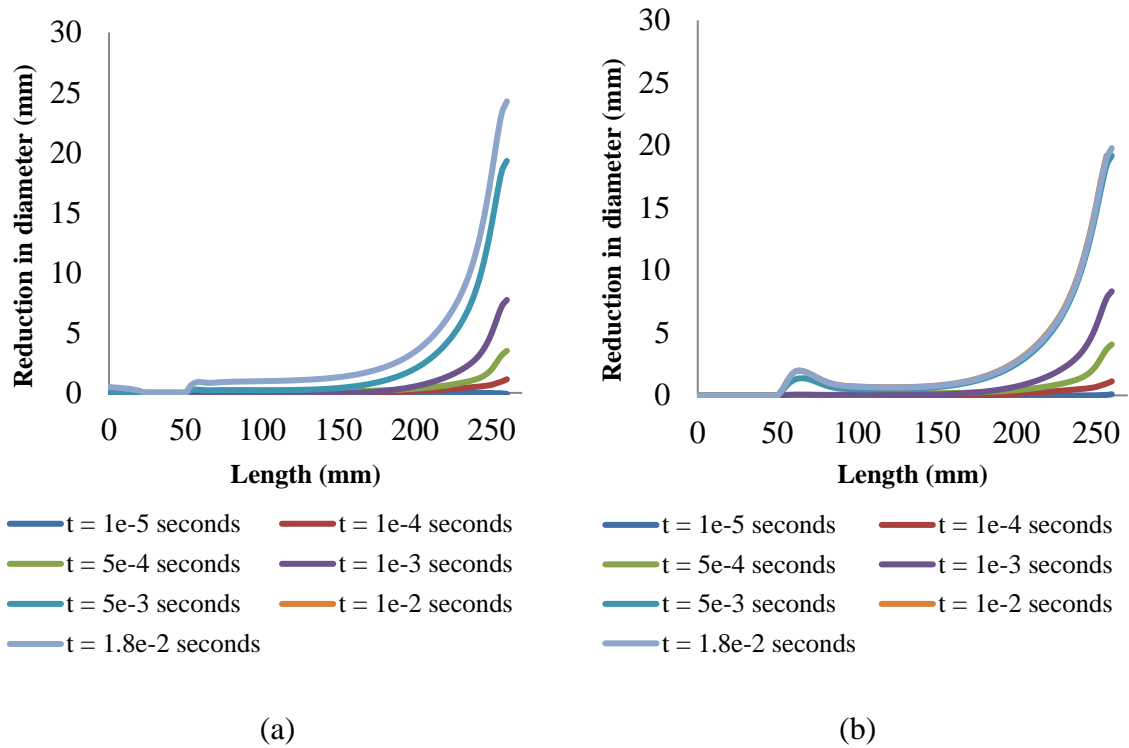 30
25
20
15
10
5
0
Reduction in diameter (mm)
0 50 100 150 200 250
Length (mm)
t = 1e-5 seconds t = 1e-4 seconds
t = 5e-4 seconds t = 1e-3 seconds
t = 5e-3 seconds t = 1e-2 seconds
t = 1.8e-2 seconds
(a)
30
25
20
15
10
5
0
Reduction in diameter (mm)
0 50 100 150 200 250
Length (mm)
t = 1e-5 seconds t = 1e-4 seconds
t = 5e-4 seconds t = 1e-3 seconds
t = 5e-3 seconds t = 1e-2 seconds
t = 1.8e-2 seconds
(b)